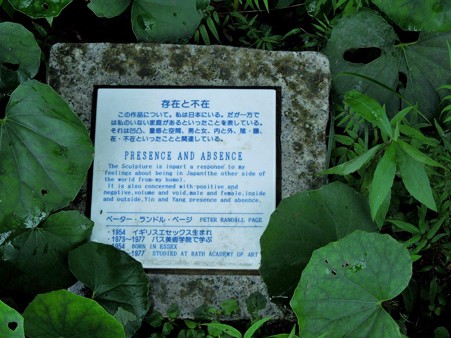 存在と不在
この作品について。私は日本にいる。だが一方で
は私のいない家庭があるといったことを表している。
それは凹凸、量感と空間、男と女、内と外、陰・陽、
在・不在といったことと関連している。
PRESENCE AND ABSENCE
The Sculpture is inpart a response to my
feelings about being in Japan(the other side of
the world from my home).
It is also concerned with positive and
negative,volume and void,male and female,inside
and outside,Yin and Yang presence and absence.
ペーター・ランドル・ページ PETER RANDALL PAGE
・1954 イギリスエセックス生まれ
・1973〜1977 バス美術学院で学ぶ
1954 BORN IN ESSEX
1977 STUDIED AT BATH ACADEMY OF ART